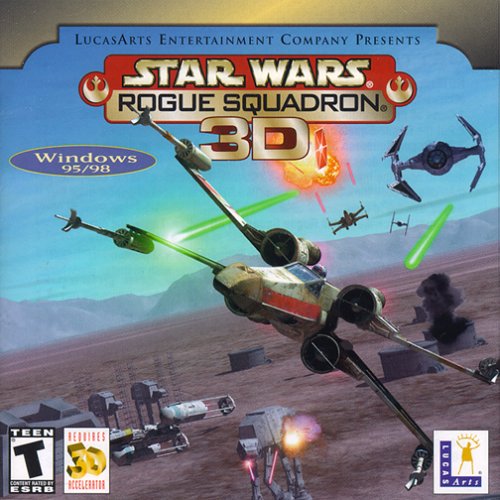 LUCASARTS ENTERTAINMENT COMPANY PRESENTS
STAR WARS®
ROGUE SQUADRON®
3D
Windows
95/98
TEEN
T
CONTENT RATED BY
ESRB
REQUIRES
3D
ACCELERATOR
LUCAS
Arts